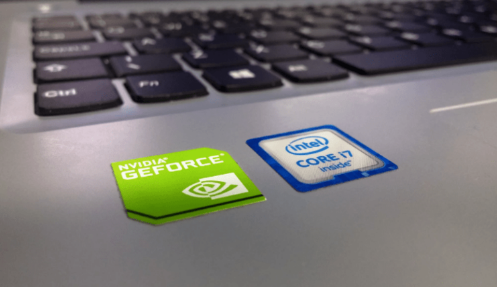 Ctrl
Fn
NVIDIA
GEFORCE
intel
CORE i7
inside